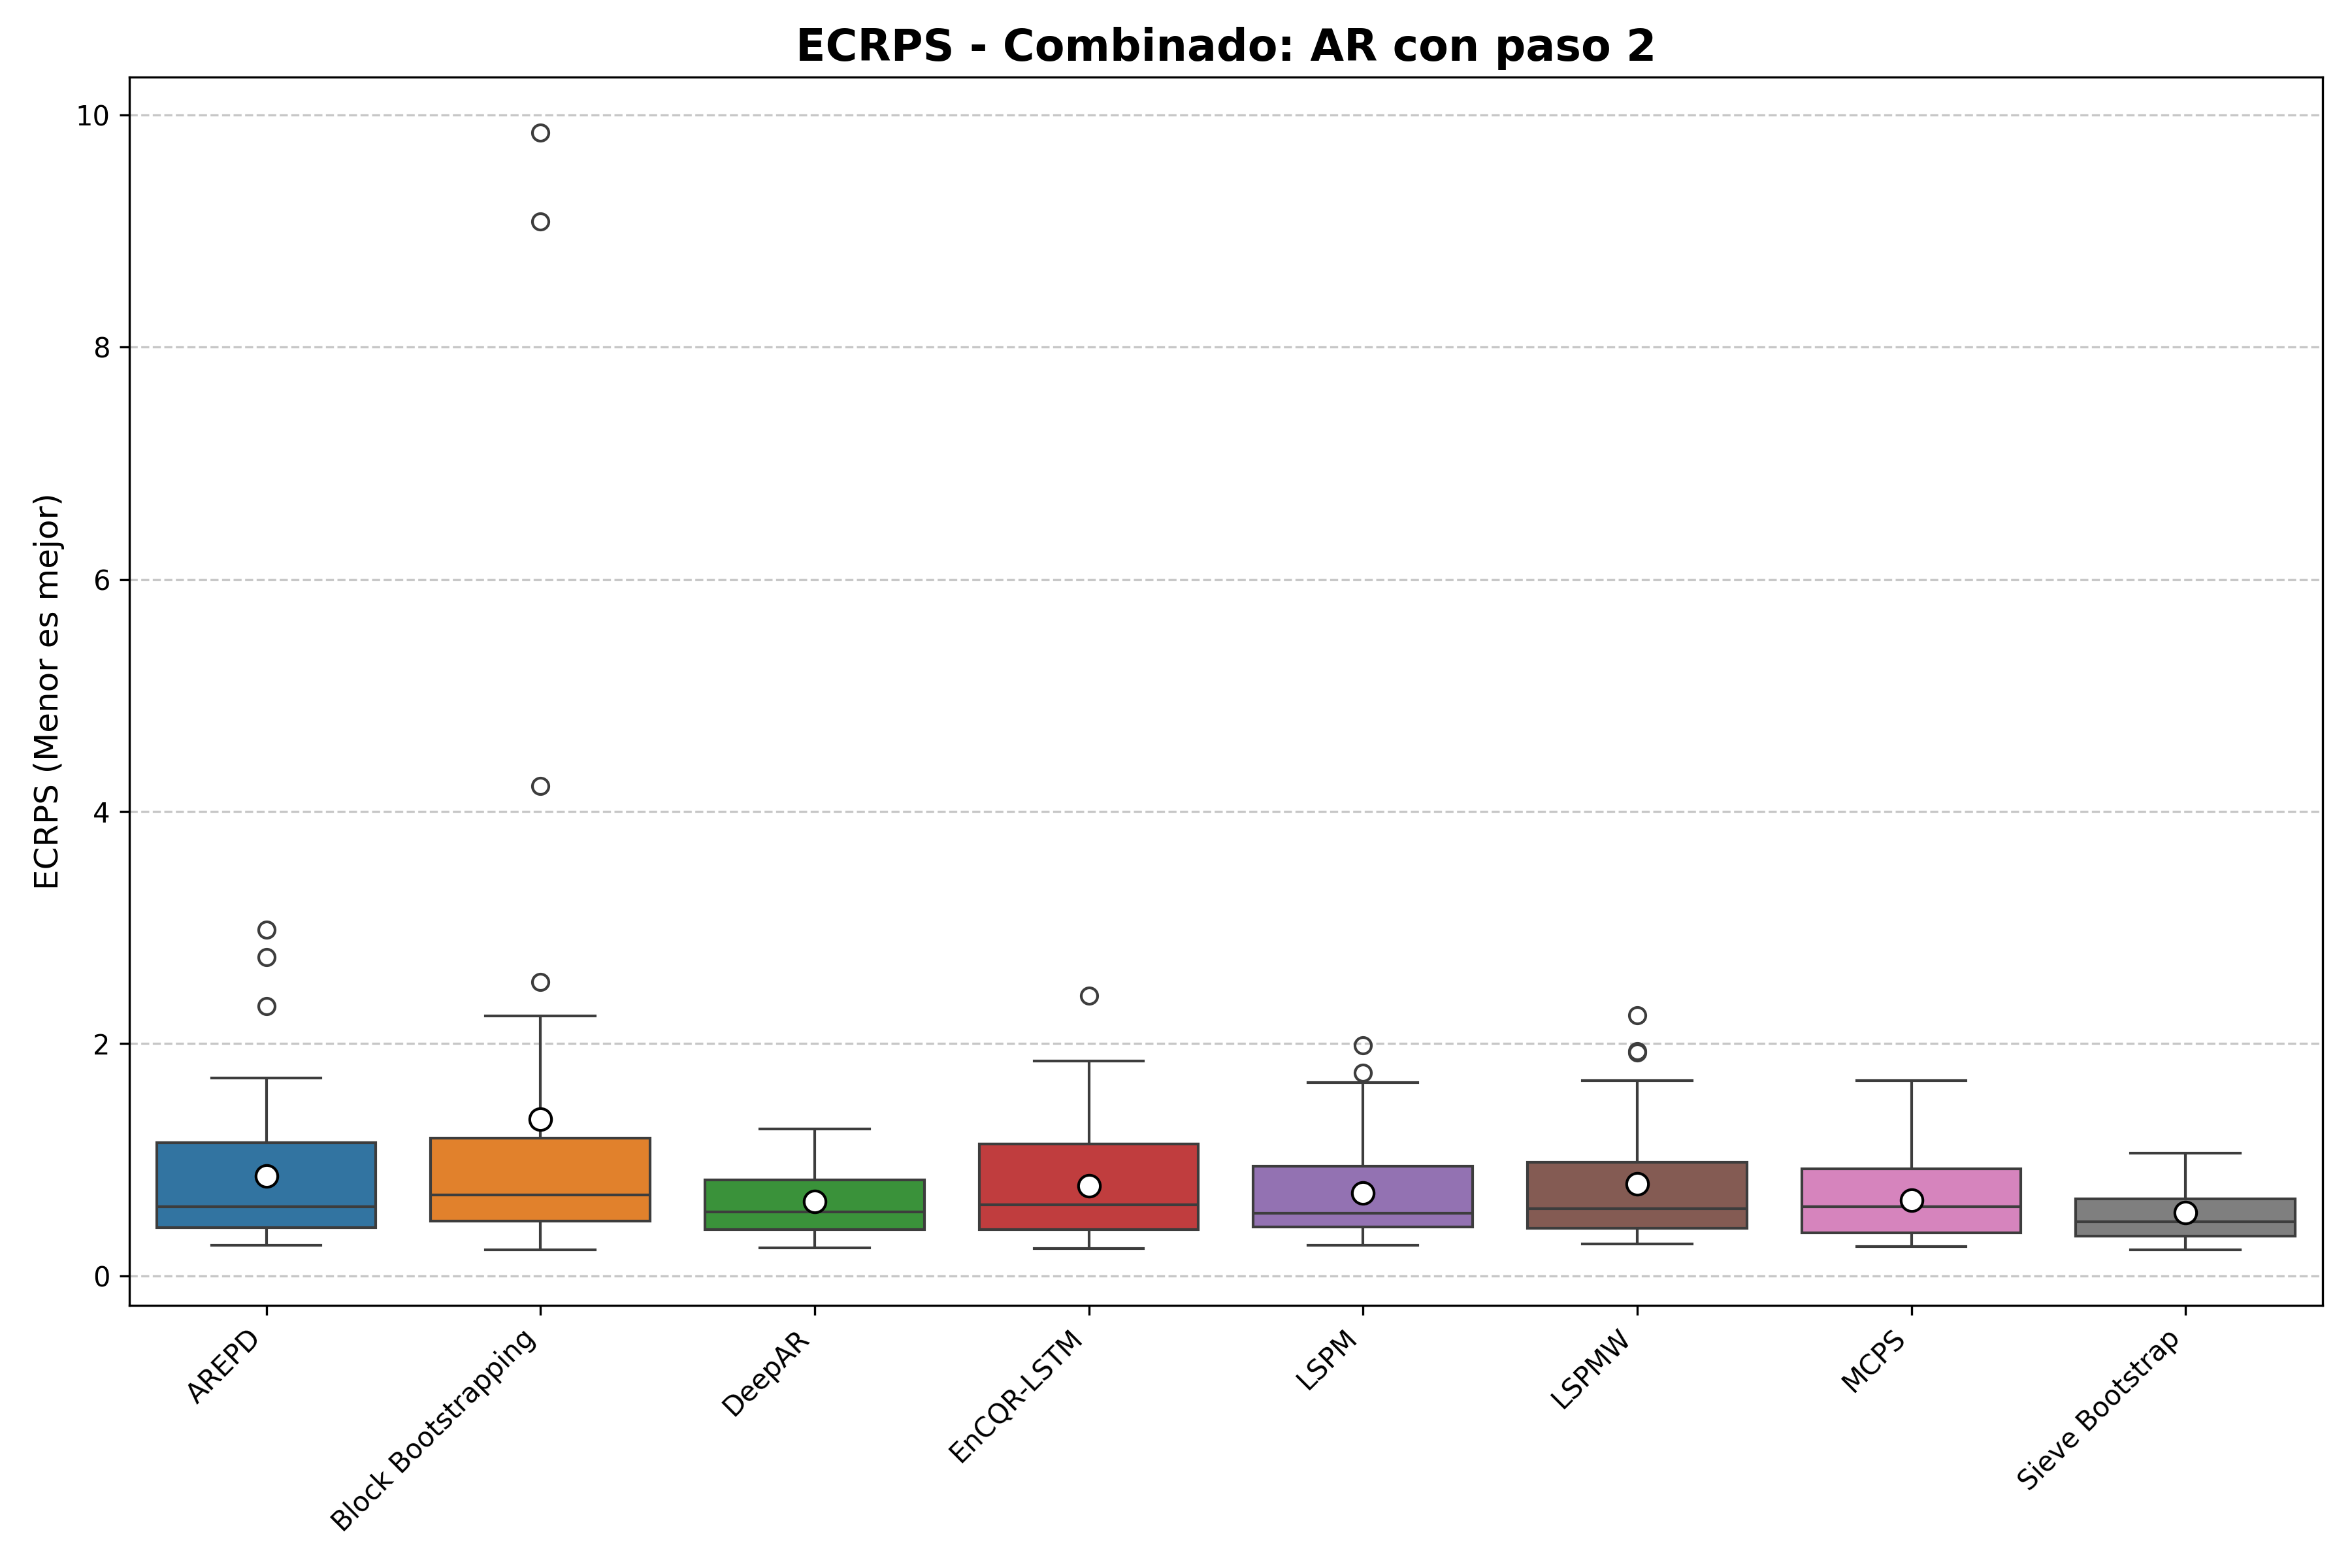 ECRPS - Combinado: AR con paso 2
ECRPS (Menor es mejor)
10
8
6
4
2
0
AREPD
Block Bootstrapping
DeepAR
EnCQR-LSTM
LSPM
LSPMW
MCPS
Sieve Bootstrap